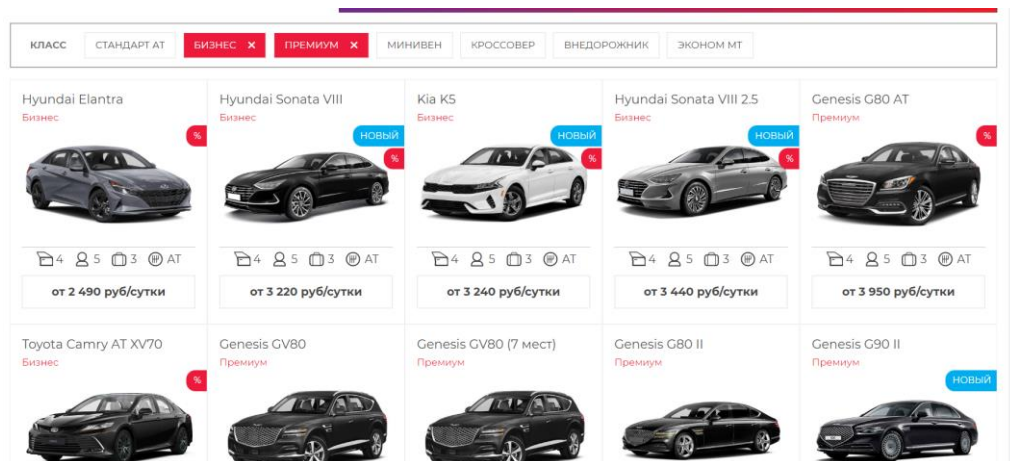 КЛАСС СТАНДАРТ АТ БИЗНЕС × ПРЕМИУМ × МИНИВЕН КРОССОВЕР ВНЕДОРОЖНИК ЭКОНОМ МТ
Hyundai Elantra
Бизнес
%
4 5 3 АТ
от 2 490 руб/сутки
Hyundai Sonata VIII
Бизнес
НОВЫЙ
%
4 5 3 АТ
от 3 220 руб/сутки
Kia K5
Бизнес
НОВЫЙ
%
4 5 3 АТ
от 3 240 руб/сутки
Hyundai Sonata VIII 2.5
Бизнес
НОВЫЙ
%
4 5 3 АТ
от 3 440 руб/сутки
Genesis G80 AT
Премиум
%
4 5 3 АТ
от 3 950 руб/сутки
Toyota Camry AT XV70
Бизнес
%
Genesis GV80
Премиум
Genesis GV80 (7 мест)
Премиум
Genesis G80 II
Премиум
Genesis G90 II
Премиум
НОВЫЙ